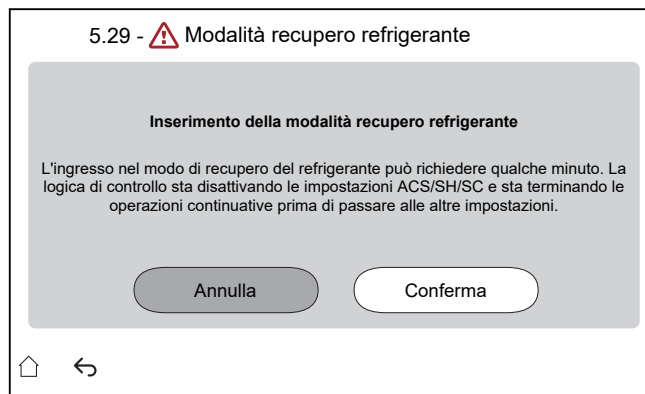 5.29 - Modalità recupero refrigerante
Inserimento della modalità recupero refrigerante
L'ingresso nel modo di recupero del refrigerante può richiedere qualche minuto. La
logica di controllo sta disattivando le impostazioni ACS/SH/SC e sta terminando le
operazioni continuative prima di passare alle altre impostazioni.
Annulla
Conferma